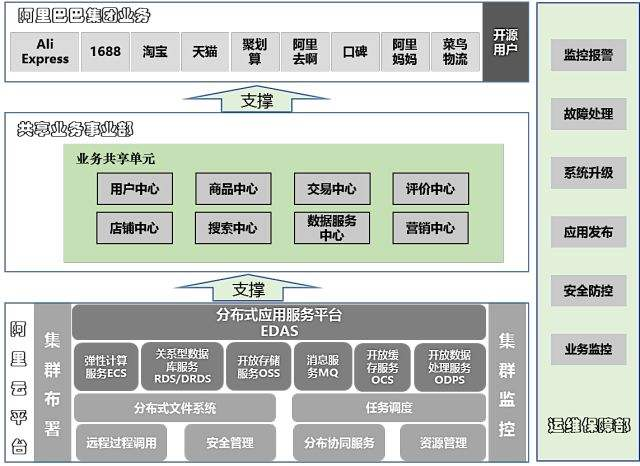 阿里巴巴集团业务
Ali
Express
1688
淘宝
天猫
聚划
算
阿里
去啊
口碑
阿里
妈妈
菜鸟
物流
开源
用户
支撑
共享业务事业部
业务共享单元
用户中心
商品中心
交易中心
评价中心
店铺中心
搜索中心
数据服务
中心
营销中心
支撑
阿里云平台
集群布署
分布式应用服务平台
EDAS
弹性计算
服务ECS
关系型数据
库服务
RDS/DRDS
开放存储
服务OSS
消息服
务MQ
开放缓
存服务
OCS
开放数据
处理服务
ODPS
分布式文件系统
任务调度
远程过程调用
安全管理
分布协同服务
资源管理
集群监控
监控报警
故障处理
系统升级
应用发布
安全防控
业务监控
运维保障部